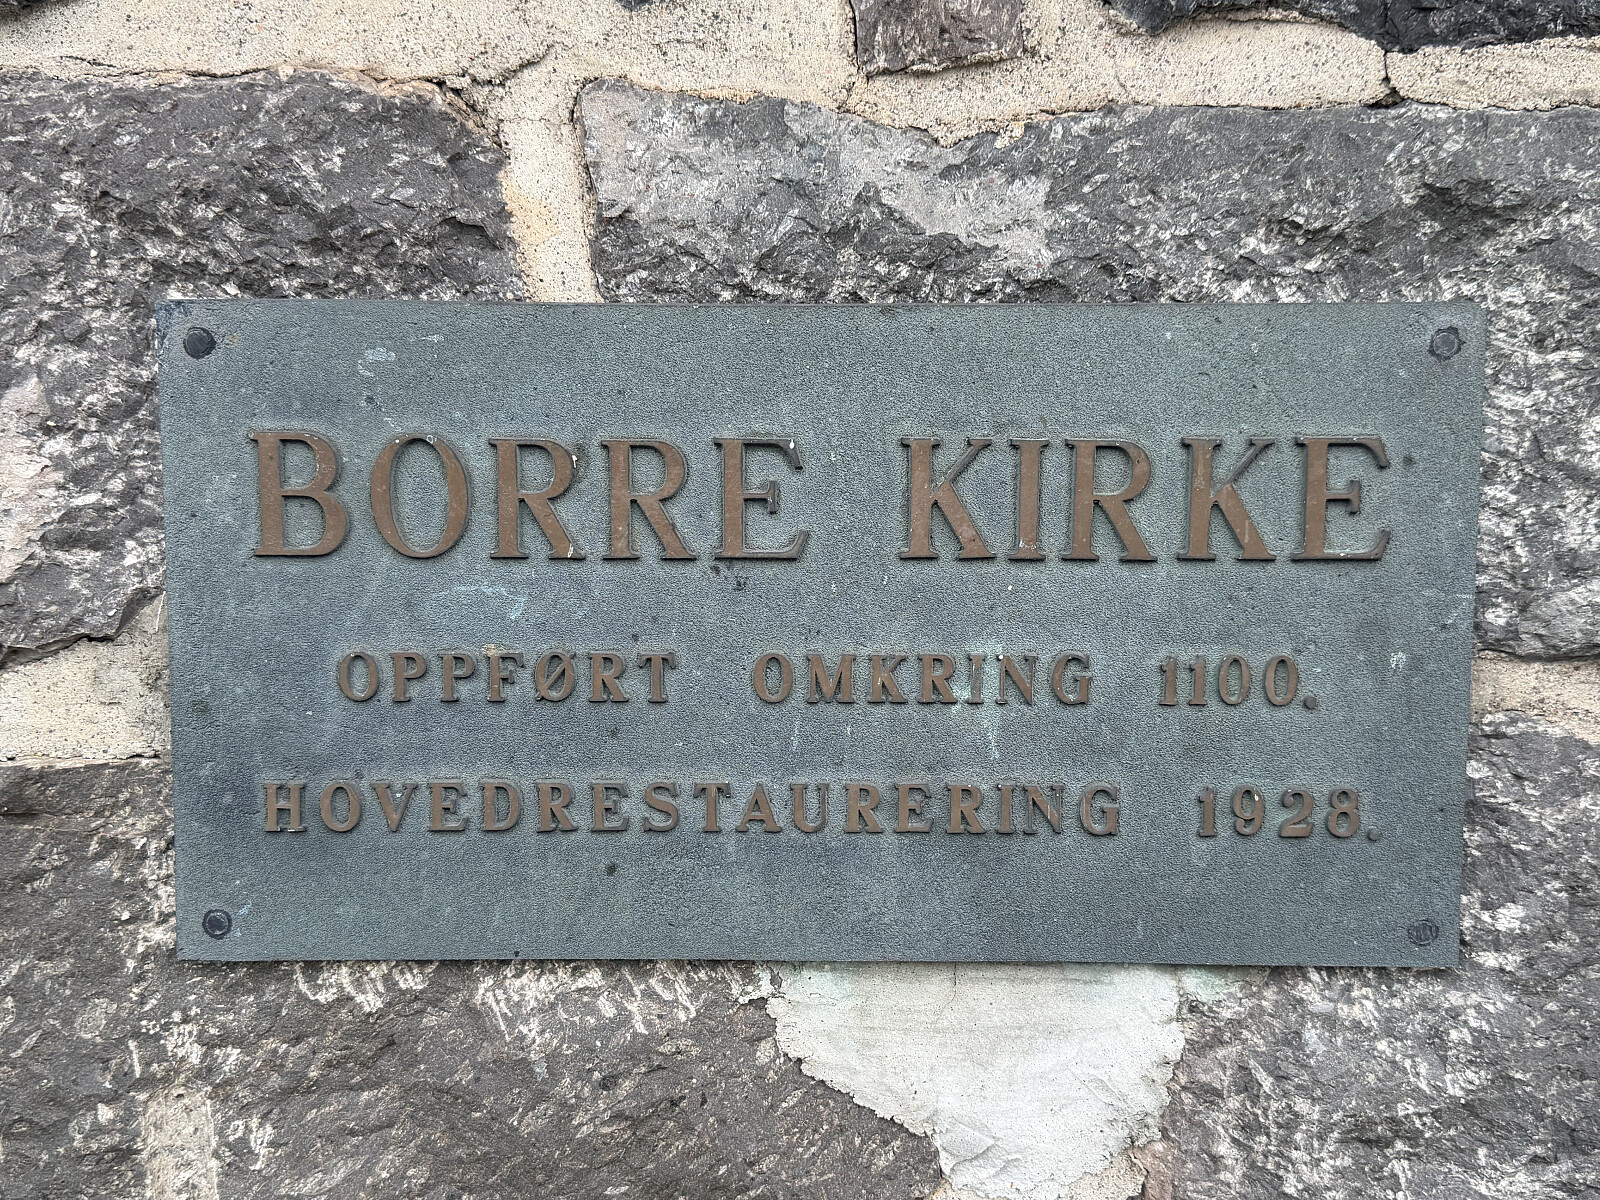 BORRE KIRKE
OPPFØRT OMKRING 1100.
HOVEDRESTAURERING 1928.